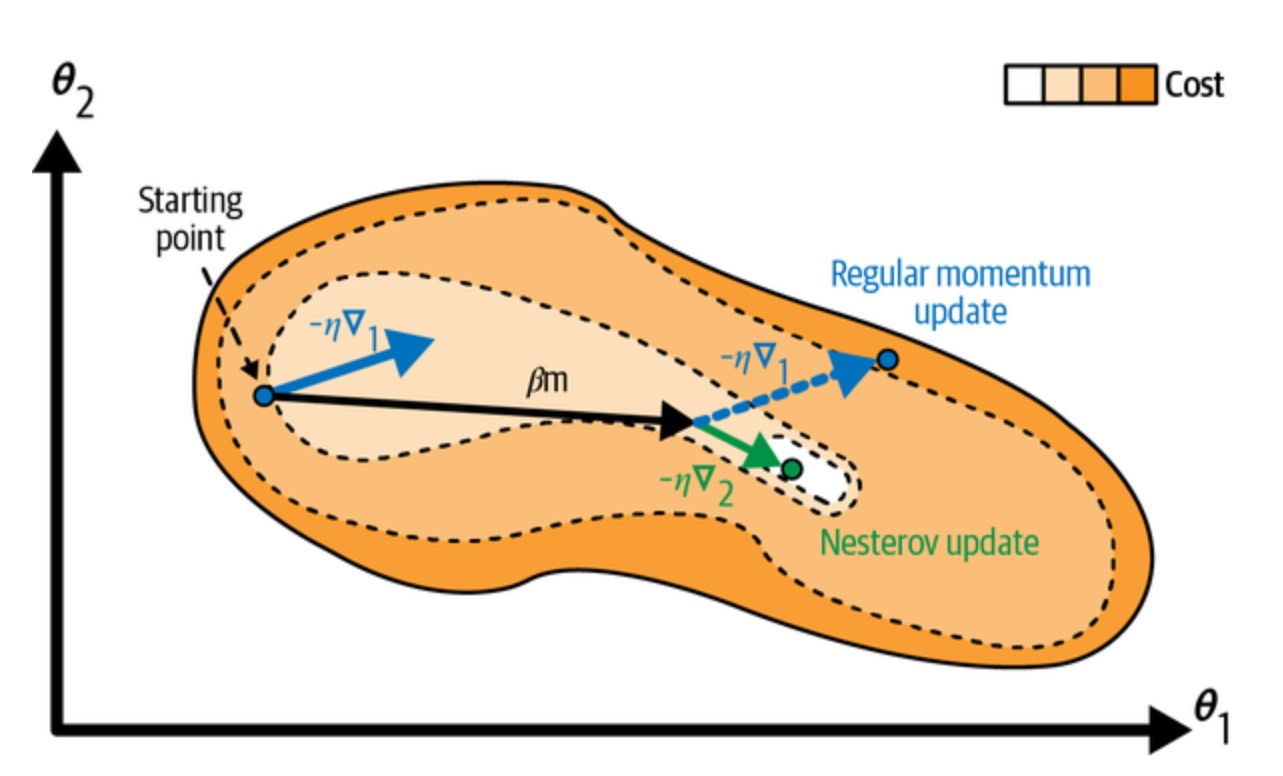 θ2
Cost
Starting
point
Regular momentum
update
-η∇1
-η∇1
βm
-η∇2
Nesterov update
θ1